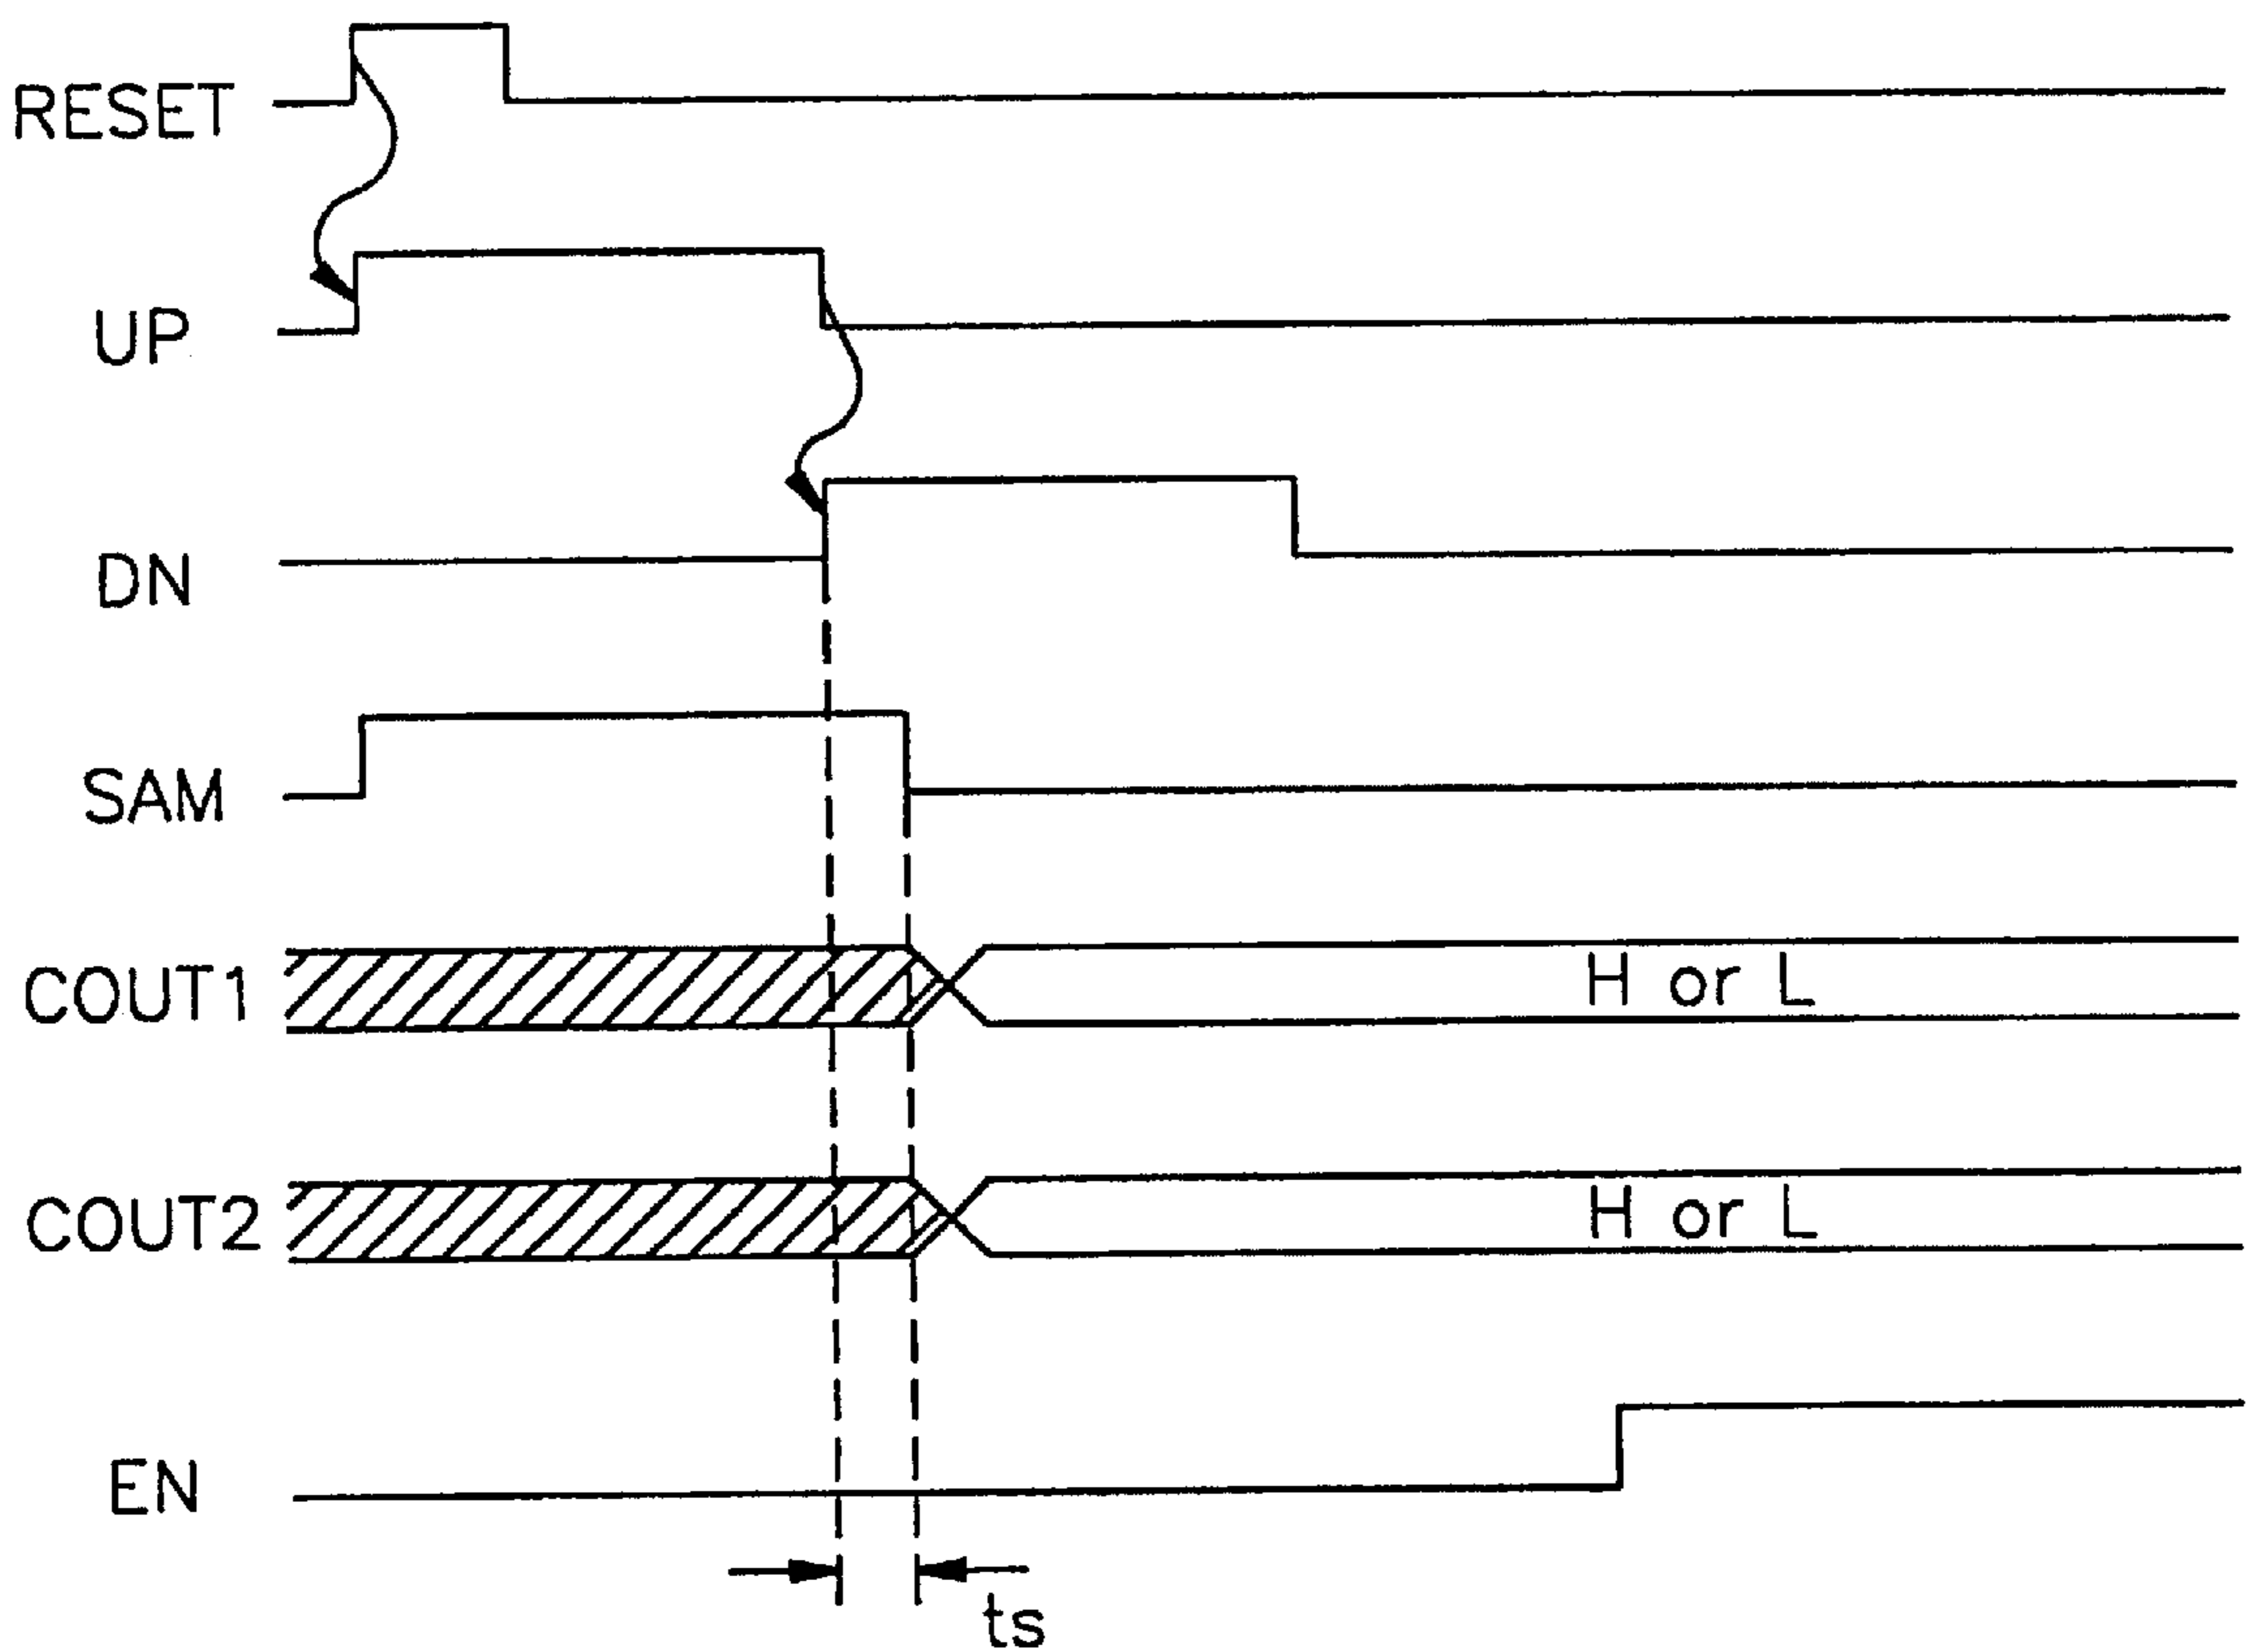 RESET
UP
DN
SAM
COUT1
H or L
COUT2
H or L
EN
ts